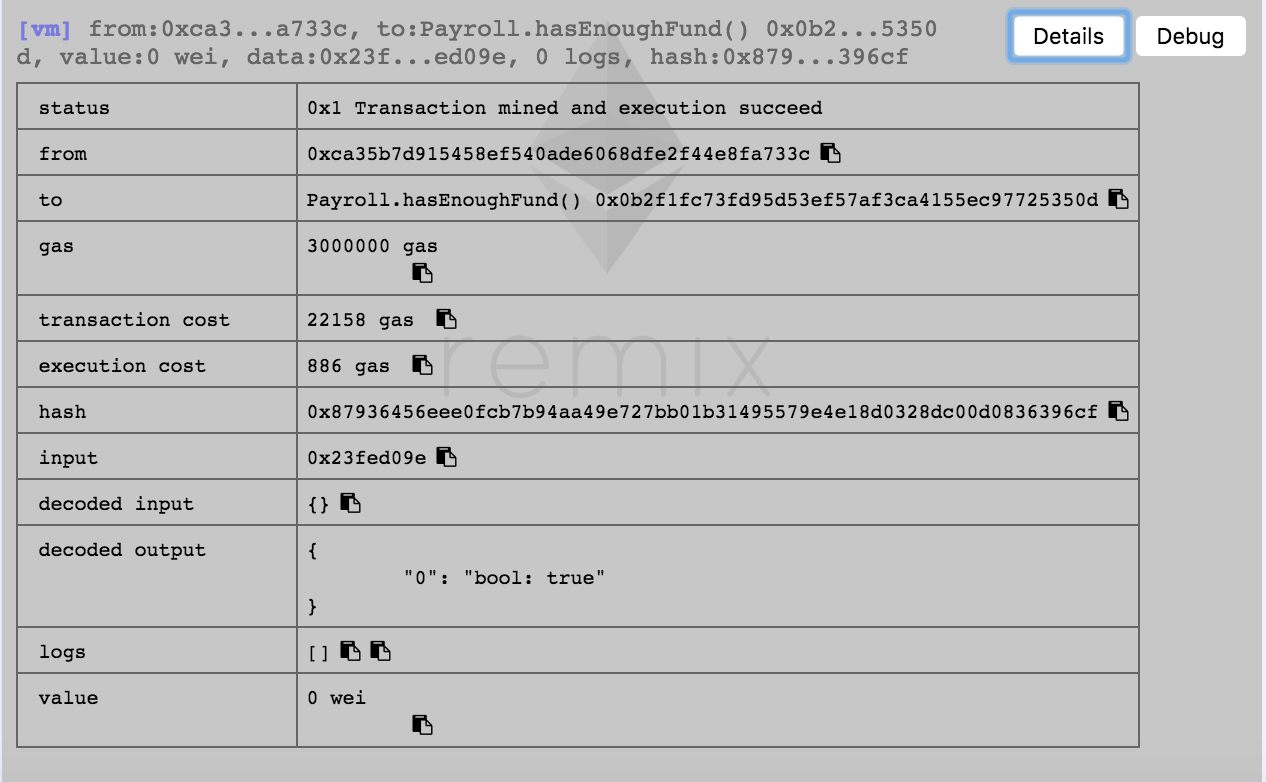 [vm] from:0xca3...a733c, to:Payroll.hasEnoughFund() 0x0b2...5350
d, value:0 wei, data:0x23f...ed09e, 0 logs, hash:0x879...396cf
Details
Debug
status 0x1 Transaction mined and execution succeed
from 0xca35b7d915458ef540ade6068dfe2f44e8fa733c
to Payroll.hasEnoughFund() 0x0b2f1fc73fd95d53ef57af3ca4155ec97725350d
gas 3000000 gas
transaction cost 22158 gas
execution cost 886 gas
remix
hash 0x87936456eee0fcb7b94aa49e727bb01b31495579e4e18d0328dc00d0836396cf
input 0x23fed09e
decoded input {}
decoded output {
"0": "bool: true"
}
logs []
value 0 wei